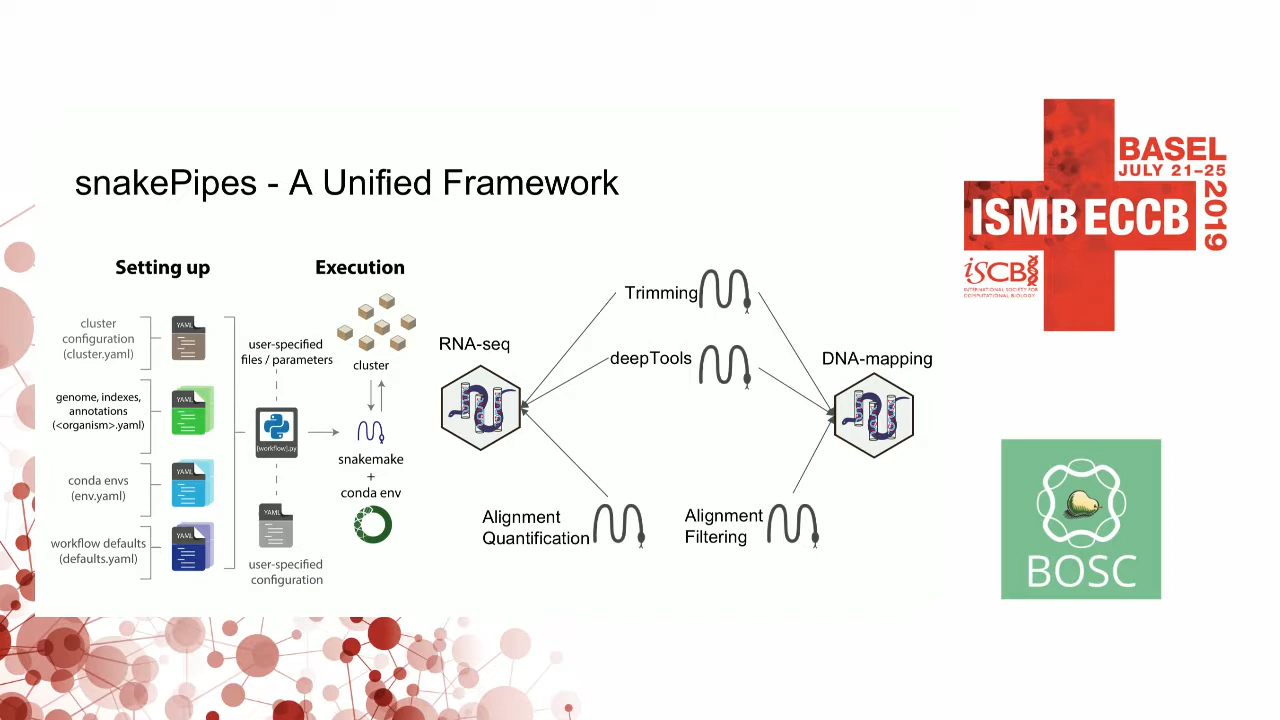 snakePipes - A Unified Framework
Setting up
Execution
cluster
configuration
(cluster.yaml)
YAML
genome, indexes,
annotations
(<organism>.yaml)
YAML
conda envs
(env.yaml)
YAML
workflow defaults
(defaults.yaml)
YAML
user-specified
files / parameters
[workflow].py
YAML
user-specified
configuration
cluster
snakemake
+
conda env
RNA-seq
Trimming
deepTools
DNA-mapping
Alignment
Quantification
Alignment
Filtering
BASEL
JULY 21–25
2019
ISMB ECCB
ISCB
INTERNATIONAL SOCIETY FOR
COMPUTATIONAL BIOLOGY
BOSC